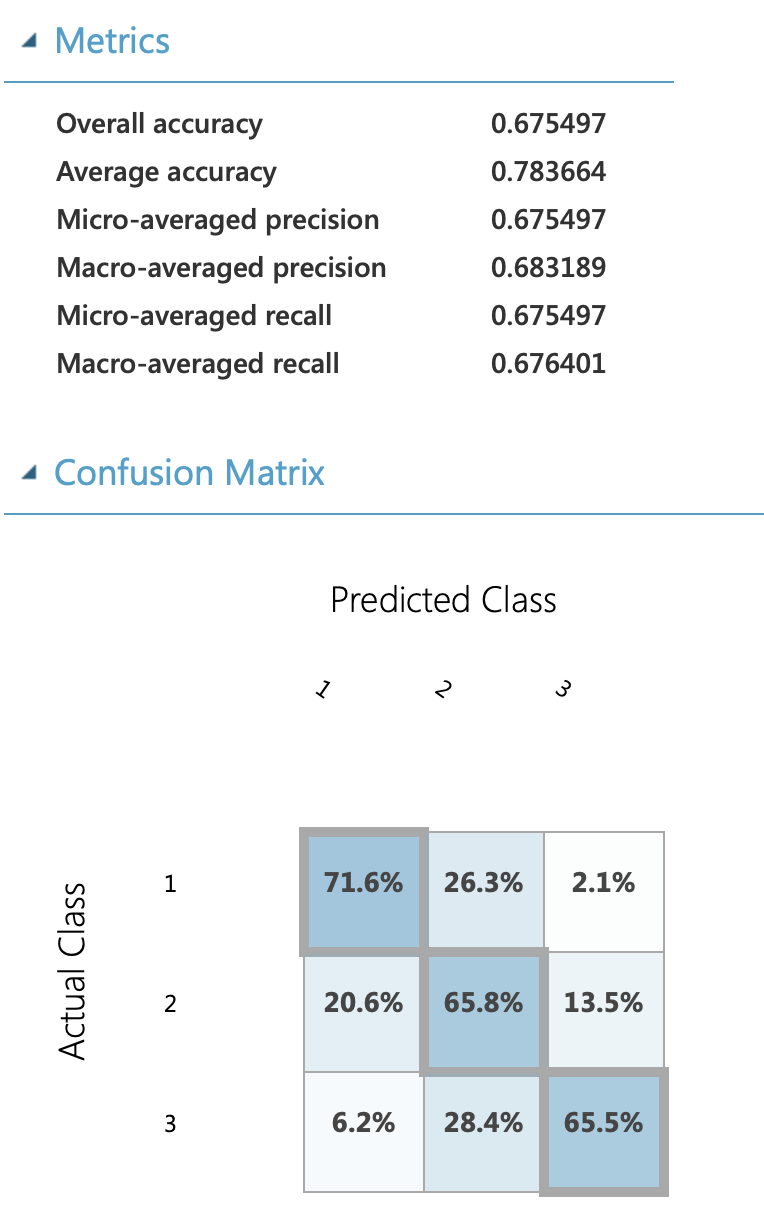 Metrics
Overall accuracy 0.675497
Average accuracy 0.783664
Micro-averaged precision 0.675497
Macro-averaged precision 0.683189
Micro-averaged recall 0.675497
Macro-averaged recall 0.676401
Confusion Matrix
Predicted Class
1 2 3
Actual Class
1 71.6% 26.3% 2.1%
2 20.6% 65.8% 13.5%
3 6.2% 28.4% 65.5%